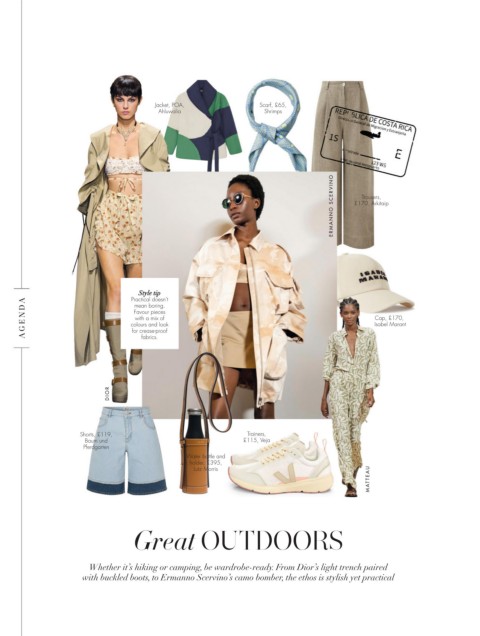 AGENDA
Jacket, POA,
Ahluwalia
Scarf, £65,
Shrimps
REPÚBLICA DE COSTA RICA
15
E
Trousers,
£170, Aeketo
ERMANNO SCERVINO
Style tip
Practical doesn't
mean boring.
Favour pieces
with a mix of
colours and look
for creaseproof
fabrics.
ISABEL
MARANT
Cap, £170,
Isabel Marant
DIOR
Shorts, £119,
Baum und
Pferdgarten
Water bottle and
holder, £395,
Trainers,
£115, Veja
MATTEAU
Great OUTDOORS
Whether it's hiking or camping, be wardrobe-ready. From Dior's light trench paired
with buckled boots, to Ermanno Scervino's camo bomber, the ethos is stylish yet practical